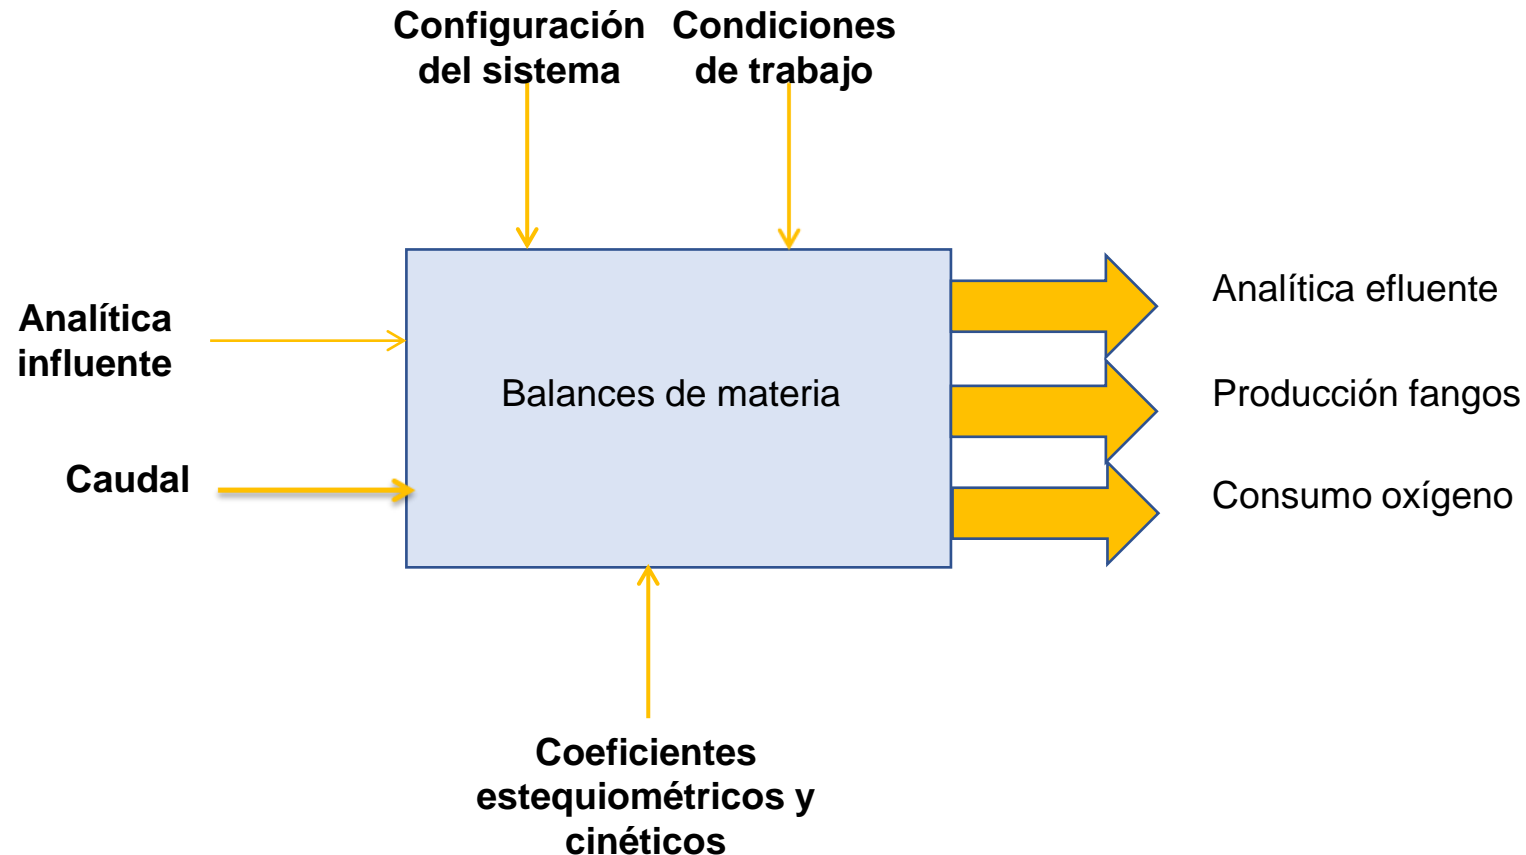 Configuración
del sistema
Condiciones
de trabajo
Analítica
influente
Caudal
Balances de materia
Analítica efluente
Producción fangos
Consumo oxígeno
Coeficientes
estequiométricos y
cinéticos